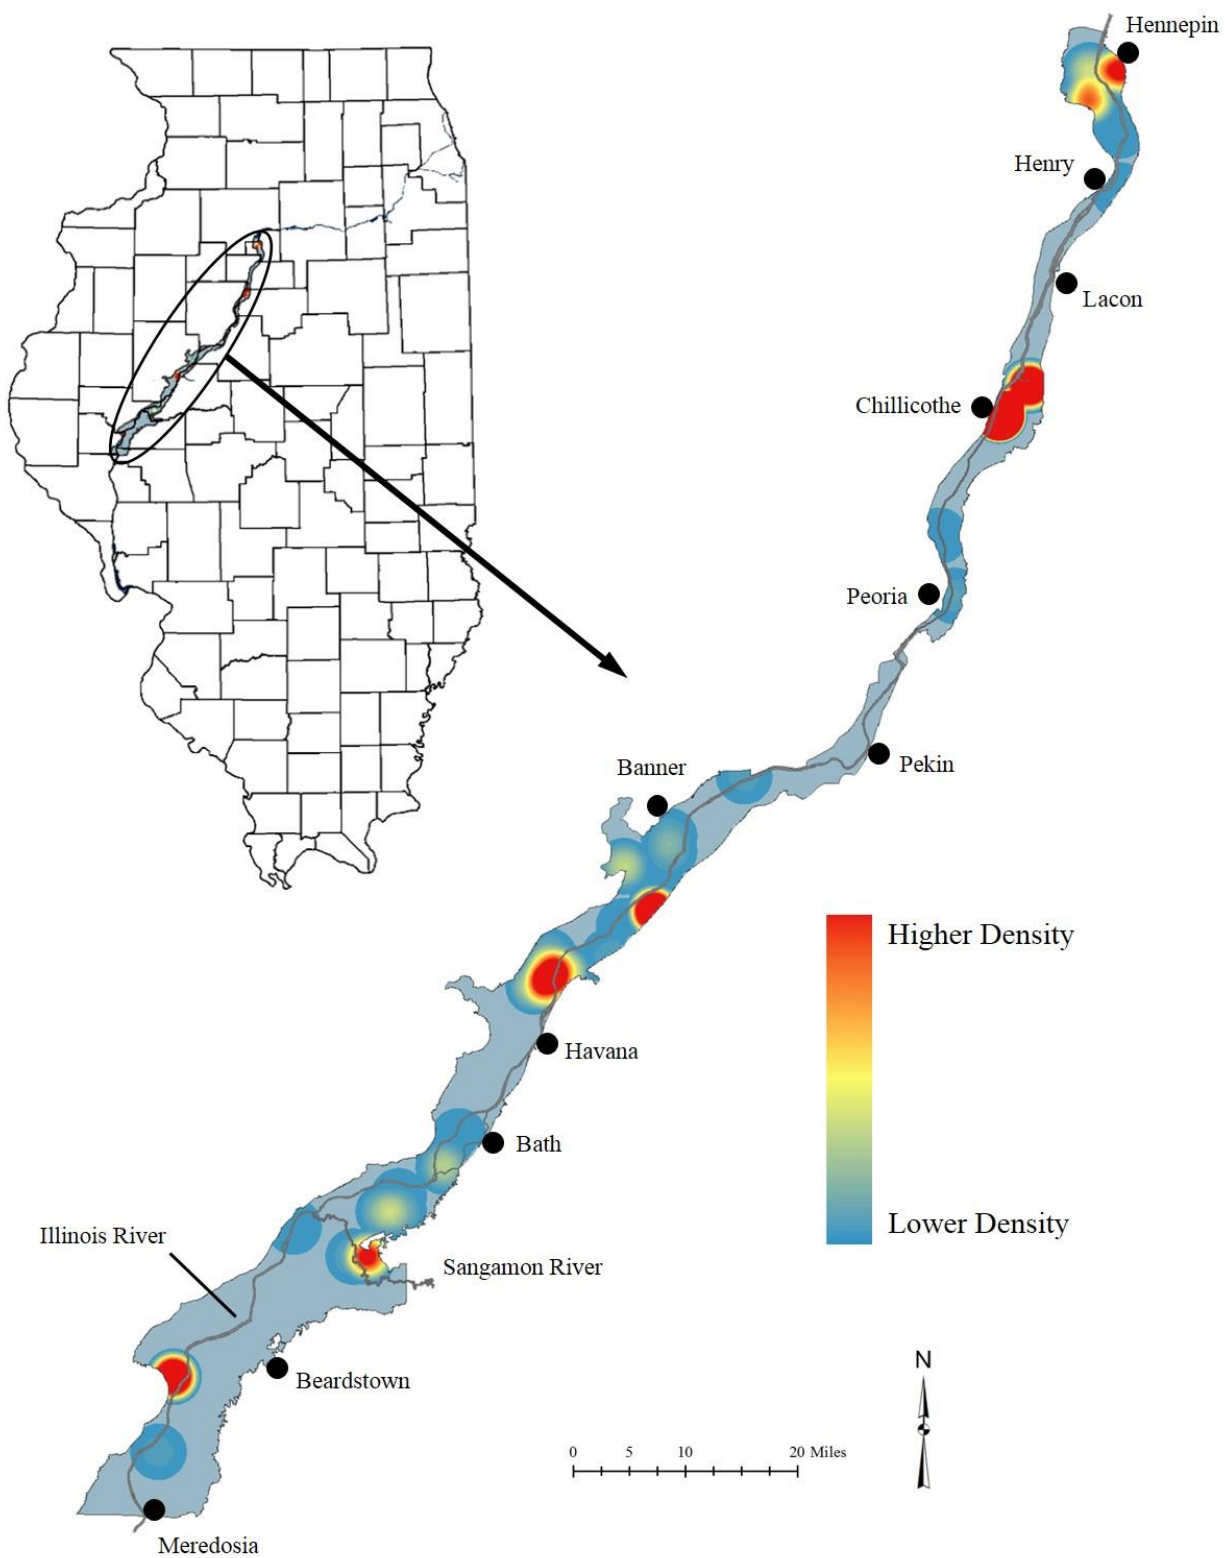 Hennepin
Henry
Lacon
Chillicothe
Peoria
Pekin
Banner
Higher Density
Lower Density
Havana
Bath
Illinois River
Sangamon River
Beardstown
N
0 5 10 20 Miles
Meredosia